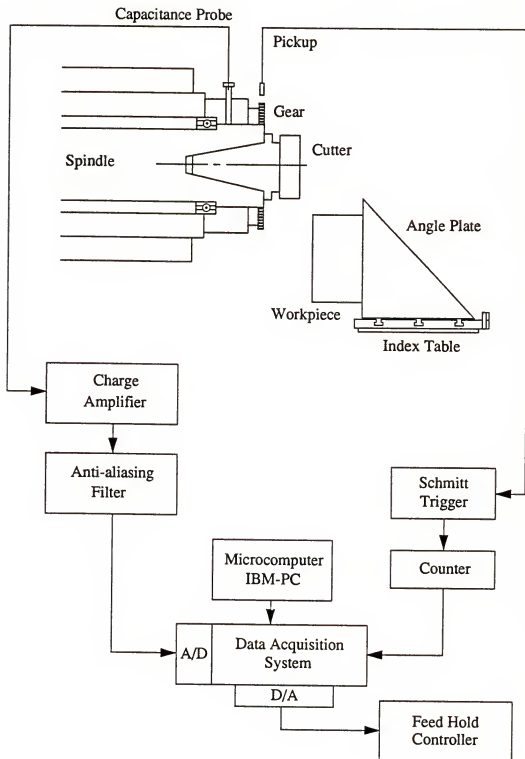 Capacitance Probe
Pickup
Gear
Spindle
Cutter
Angle Plate
Workpiece
Index Table
Charge
Amplifier
Anti-aliasing
Filter
Schmitt
Trigger
Microcomputer
IBM-PC
Counter
A/D
Data Acquisition
System
D/A
Feed Hold
Controller